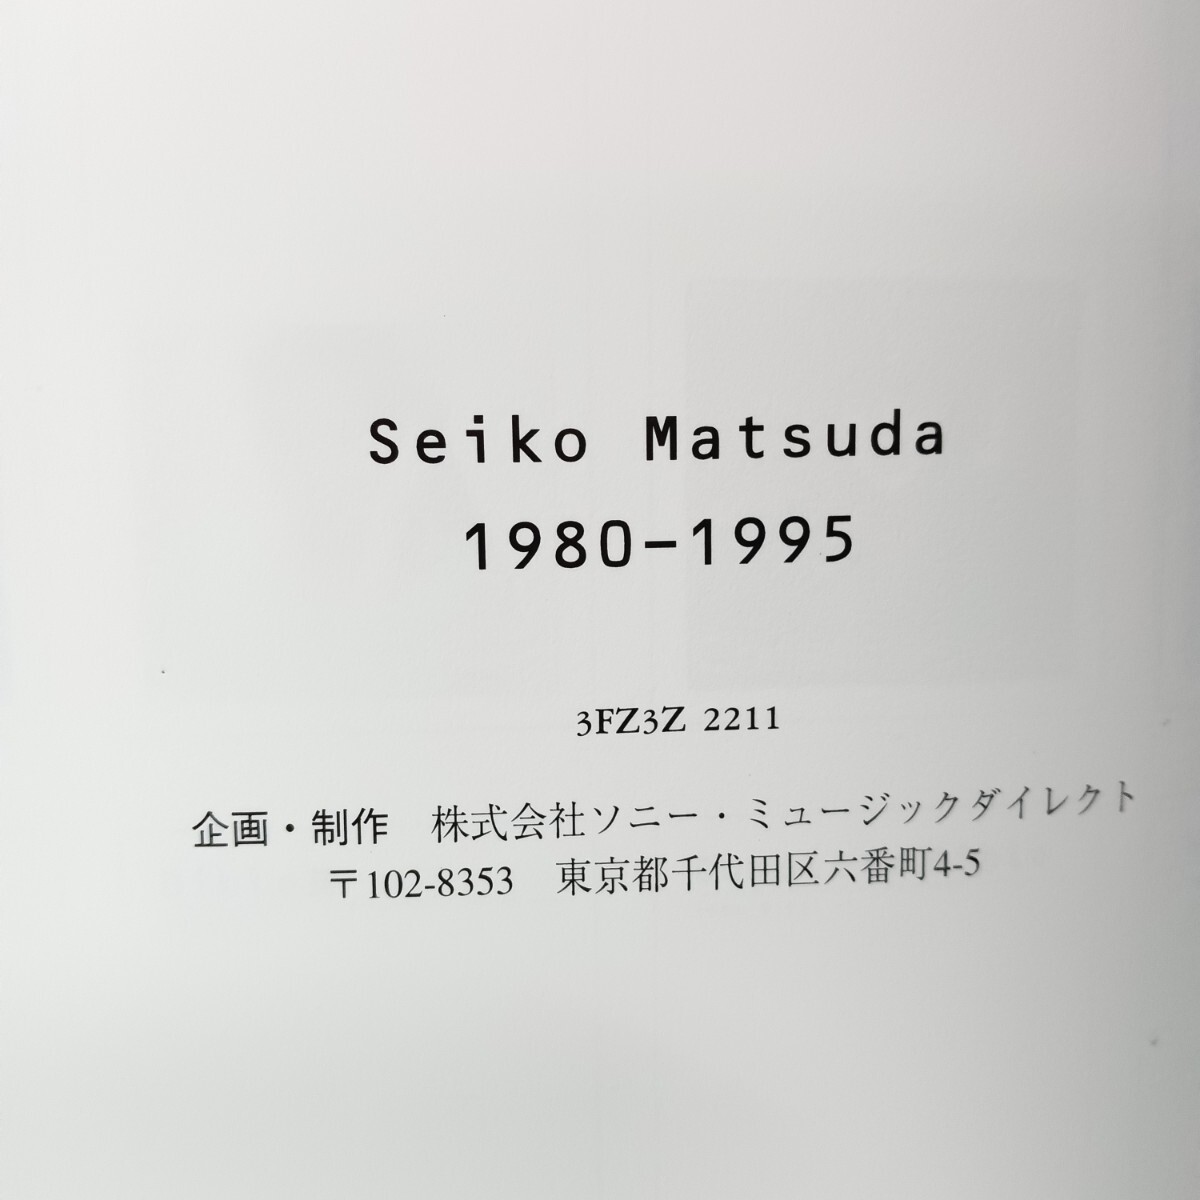 Seiko Matsuda
1980-1995
3FZ3Z 2211
企画・制作　株式会社ソニー・ミュージックダイレクト
〒102-8353　東京都千代田区六番町4-5